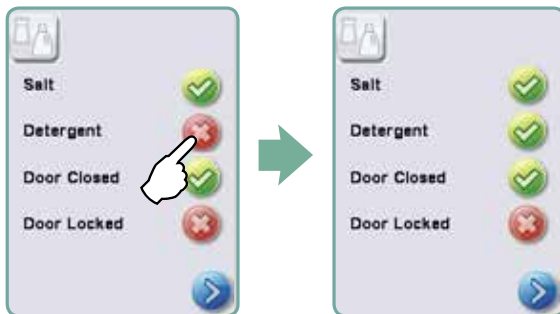 Salt
Detergent
Door Closed
Door Locked
Salt
Detergent
Door Closed
Door Locked